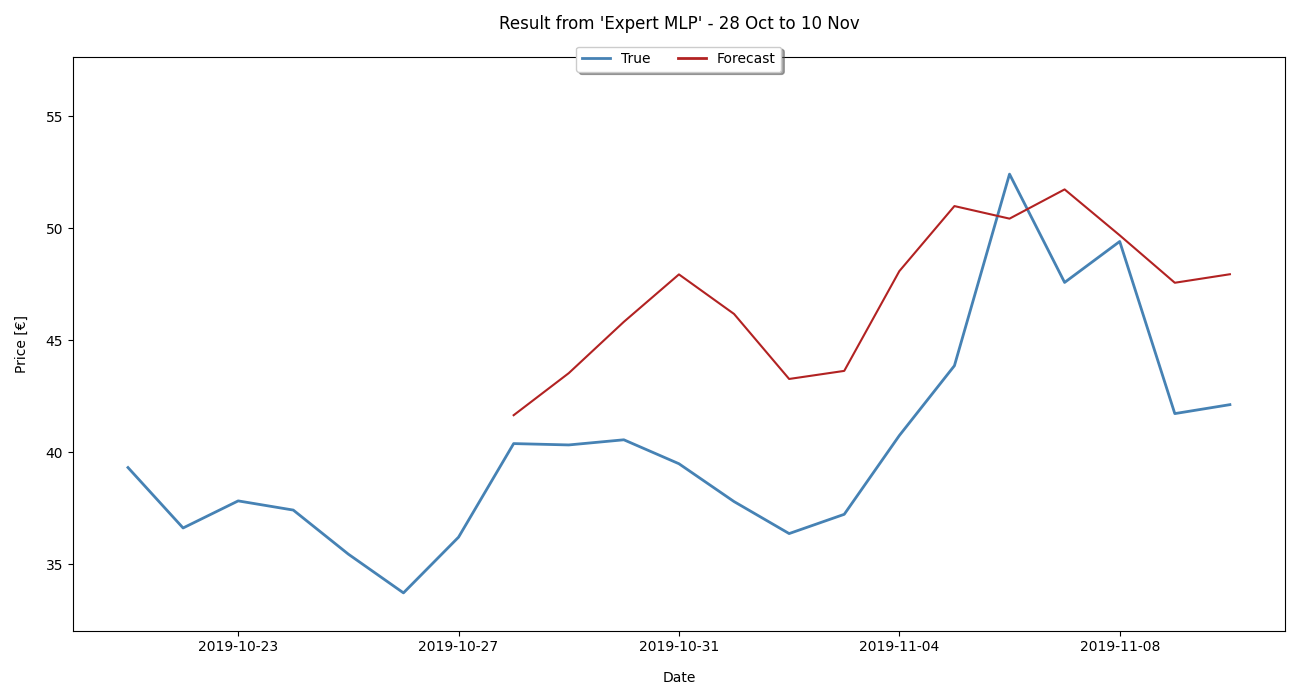 Result from 'Expert MLP' - 28 Oct to 10 Nov
True Forecast
Price [€]
55
50
45
40
35
2019-10-23 2019-10-27 2019-10-31 2019-11-04 2019-11-08
Date